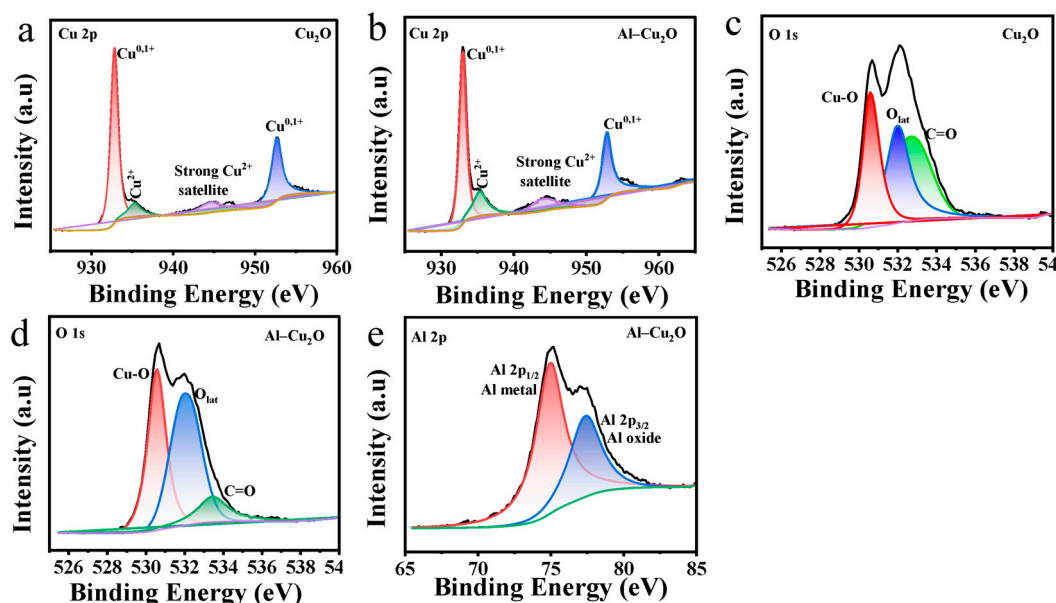 a
Cu 2p
Cu₂O
Cu⁰,¹⁺
Cu²⁺
Strong Cu²⁺
satellite
Cu⁰,¹⁺
Intensity (a.u)
930 940 950 960
Binding Energy (eV)
b
Cu 2p
Al–Cu₂O
Cu⁰,¹⁺
Cu²⁺
Strong Cu²⁺
satellite
Cu⁰,¹⁺
Intensity (a.u)
930 940 950 960
Binding Energy (eV)
c
O 1s
Cu₂O
Cu-O
Oₗₐₜ
C=O
Intensity (a.u)
526 528 530 532 534 536 538 54
Binding Energy (eV)
d
O 1s
Al–Cu₂O
Cu-O
Oₗₐₜ
C=O
Intensity (a.u)
526 528 530 532 534 536 538 54
Binding Energy (eV)
e
Al 2p
Al–Cu₂O
Al 2p₁/₂
Al metal
Al 2p₃/₂
Al oxide
Intensity (a.u)
65 70 75 80 85
Binding Energy (eV)